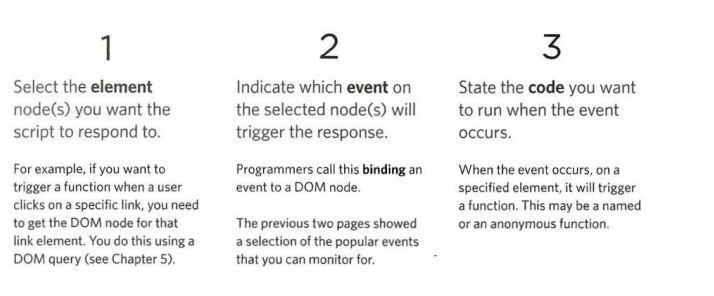 1
Select the element
node(s) you want the
script to respond to.
For example, if you want to
trigger a function when a user
clicks on a specific link, you need
to get the DOM node for that
link element. You do this using a
DOM query (see Chapter 5).
2
Indicate which event on
the selected node(s) will
trigger the response.
Programmers call this binding an
event to a DOM node.
The previous two pages showed
a selection of the popular events
that you can monitor for.
3
State the code you want
to run when the event
occurs.
When the event occurs, on a
specified element, it will trigger
a function. This may be a named
or an anonymous function.